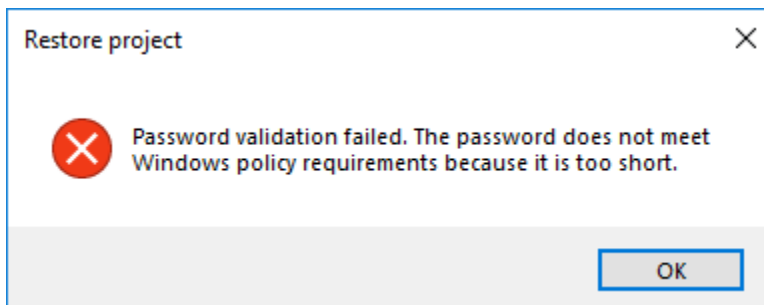 Restore project
Password validation failed. The password does not meet
Windows policy requirements because it is too short.
OK